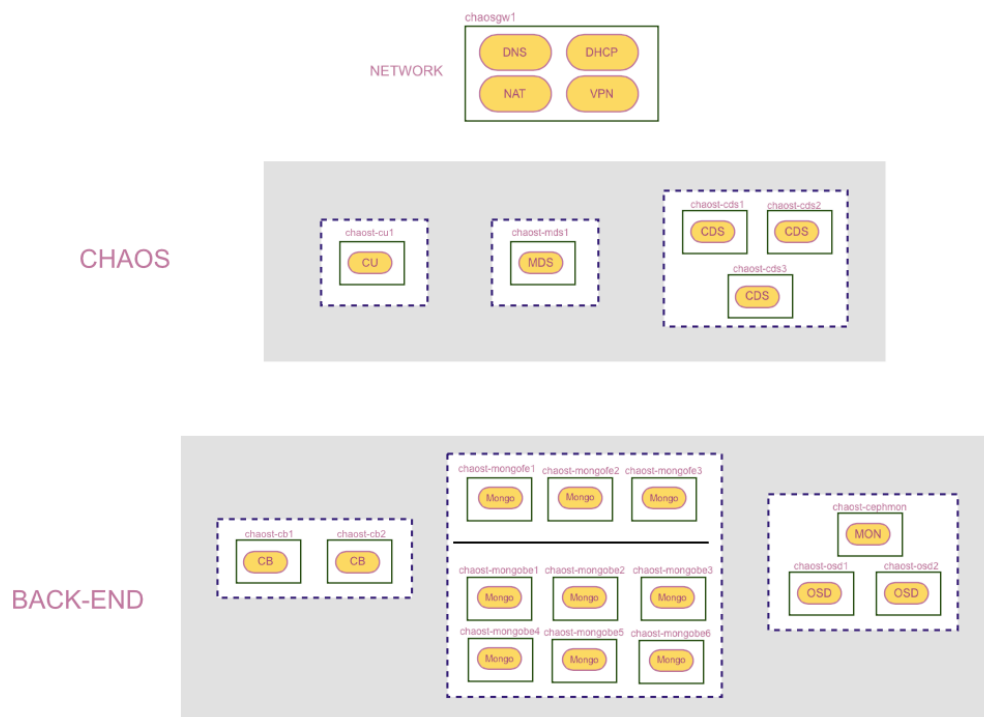 chaosgw1
NETWORK
DNS
DHCP
NAT
VPN
CHAOS
chaost-cu1
CU
chaost-mds1
MDS
chaost-cds1
CDS
chaost-cds2
CDS
chaost-cds3
CDS
BACK-END
chaost-cb1
CB
chaost-cb2
CB
chaost-mongofe1
Mongo
chaost-mongofe2
Mongo
chaost-mongofe3
Mongo
chaost-mongobe1
Mongo
chaost-mongobe2
Mongo
chaost-mongobe3
Mongo
chaost-mongobe4
Mongo
chaost-mongobe5
Mongo
chaost-mongobe6
Mongo
chaost-cephmon
MON
chaost-osd1
OSD
chaost-osd2
OSD